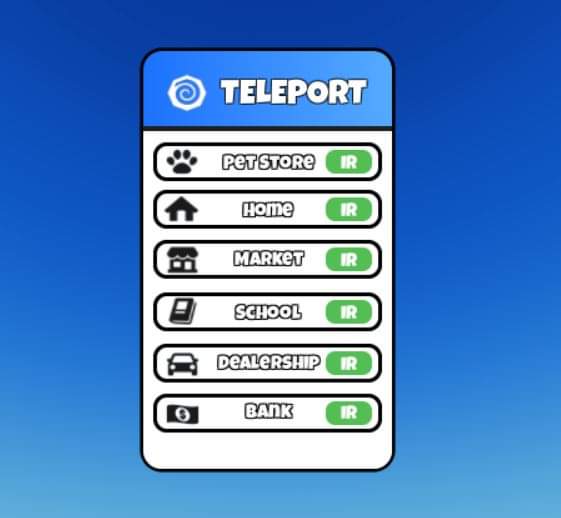 TELEPORT
PET STORE IR
HOME IR
MARKET IR
SCHOOL IR
DEALERSHIP IR
BANK IR